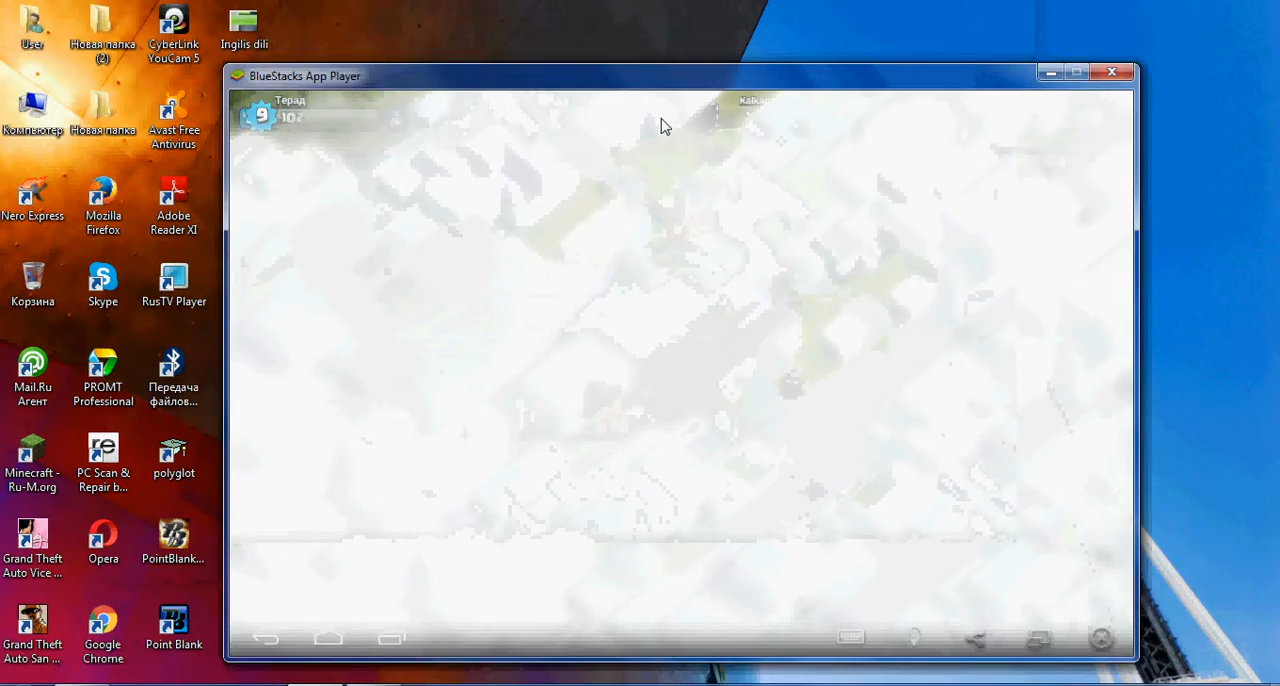 User
Новая папка (2)
CyberLink YouCam 5
Ingilis dili
BlueStacks App Player
Терад
9
102
Компьютер
Новая папка
Avast Free Antivirus
Nero Express
Mozilla Firefox
Adobe Reader XI
Корзина
Skype
RusTV Player
Mail.Ru Агент
PROMT Professional
Передача файлов...
Minecraft - Ru-M.org
re
PC Scan & Repair b...
polyglot
Grand Theft Auto Vice ...
Opera
PointBlank...
Grand Theft Auto San ...
Google Chrome
Point Blank